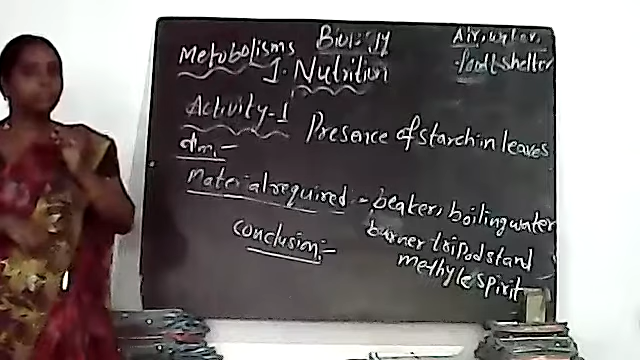 Biology
Air, water,
food, shelter
Metobolisms
1. Nutrition
Activity-1
Aim:-
Presence of starch in leaves
Material required - beaker, boiling water
burner tripod stand
methyle spirit
Conclusion:-